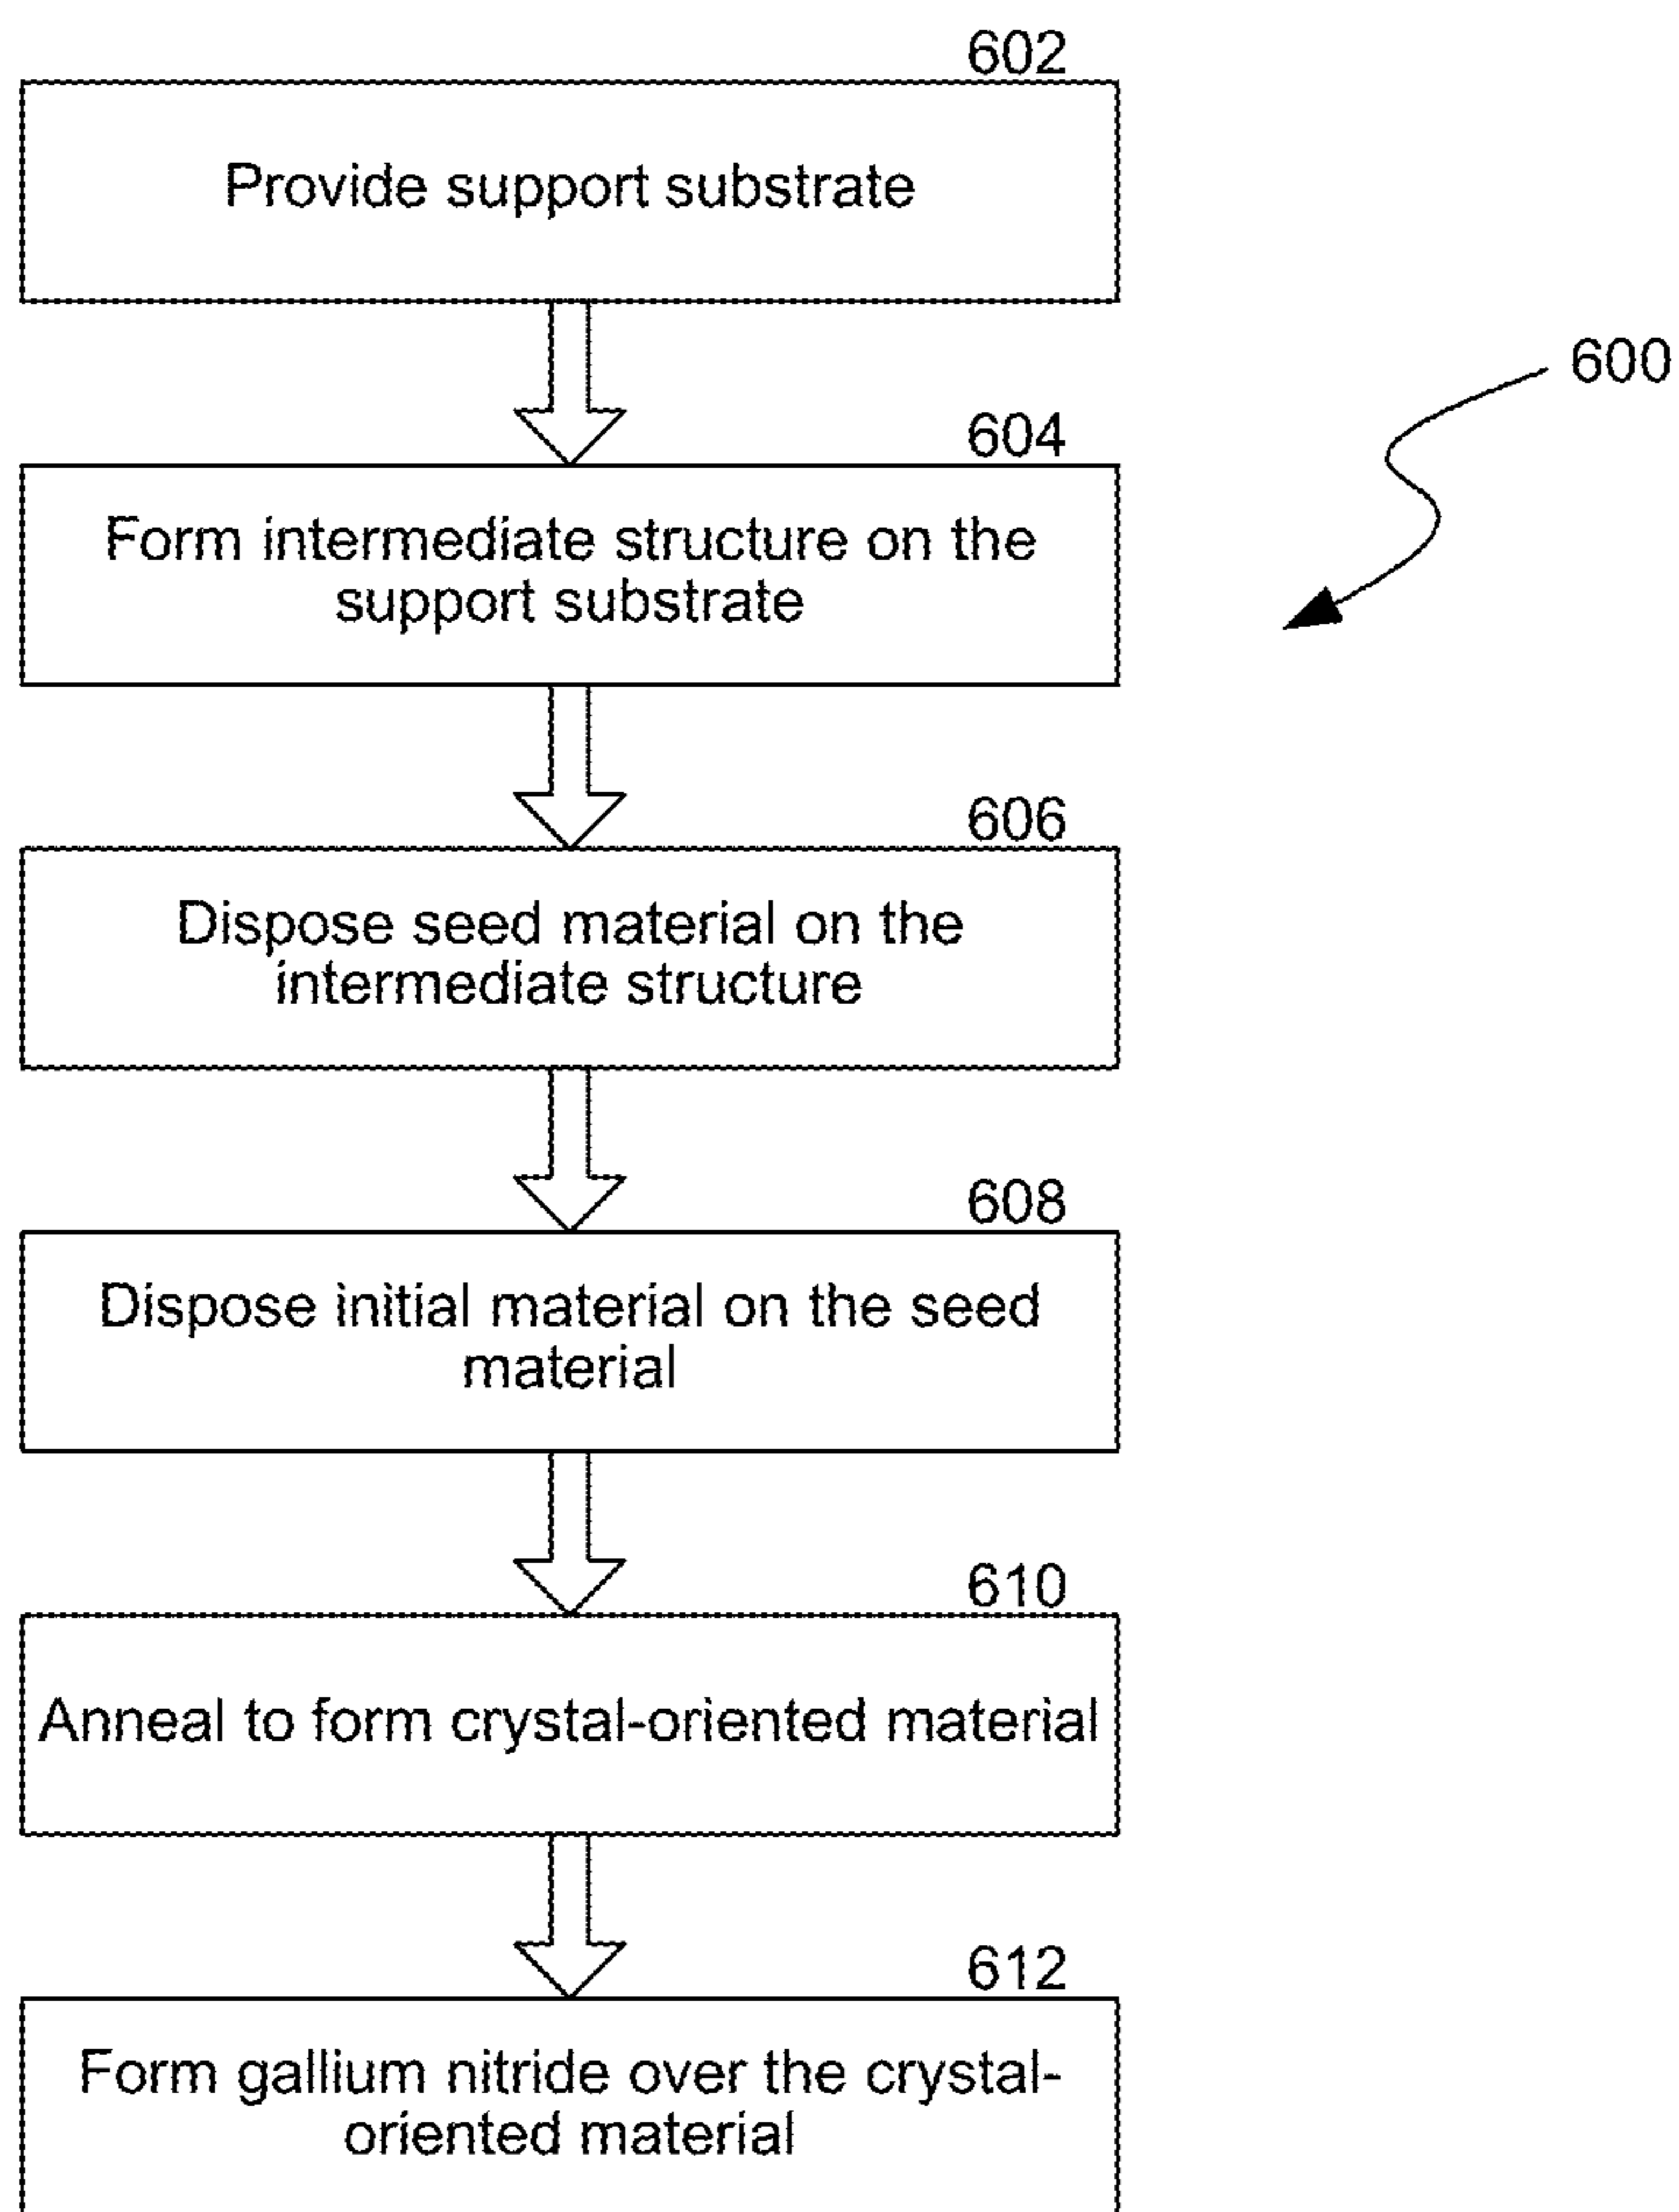 602
Provide support substrate
600
604
Form intermediate structure on the
support substrate
606
Dispose seed material on the
intermediate structure
608
Dispose initial material on the seed
material
610
Anneal to form crystal-oriented material
612
Form gallium nitride over the crystal-
oriented material